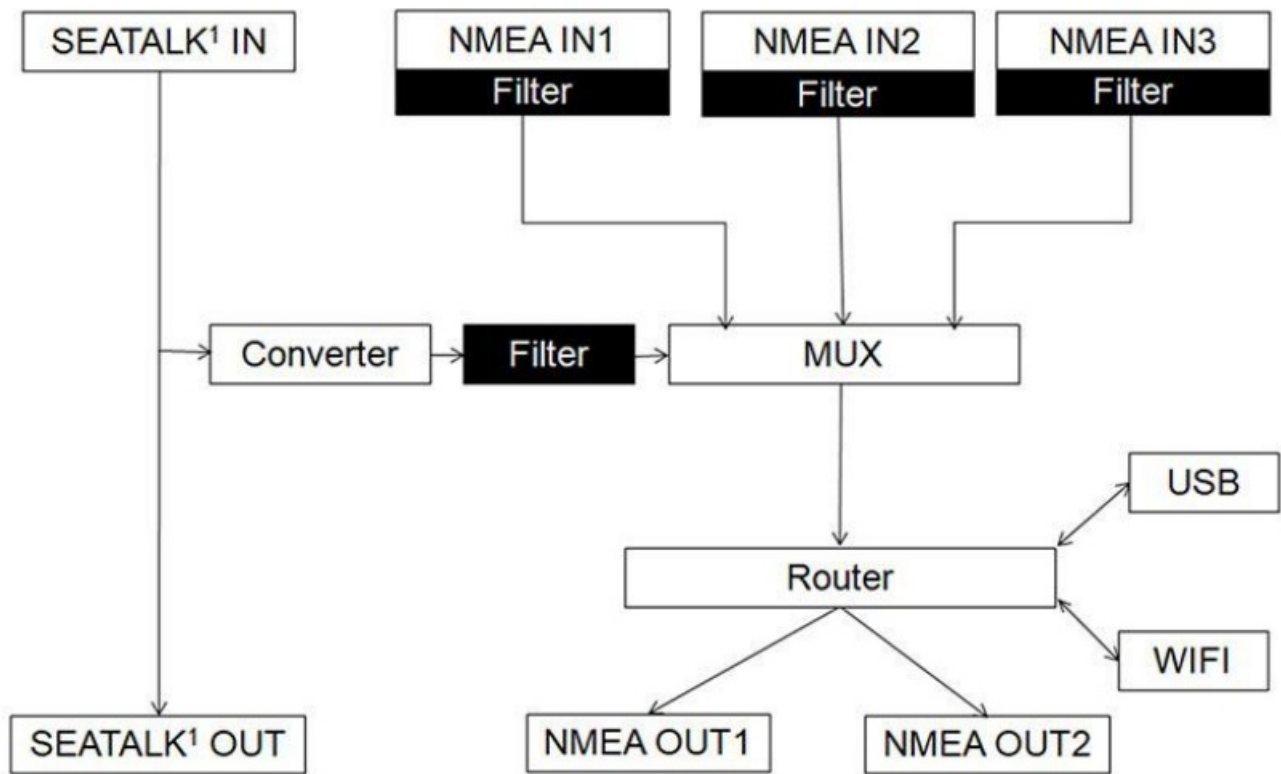 SEATALK¹ IN
NMEA IN1
NMEA IN2
NMEA IN3
Filter
Filter
Filter
Converter
Filter
MUX
USB
Router
WIFI
SEATALK¹ OUT
NMEA OUT1
NMEA OUT2